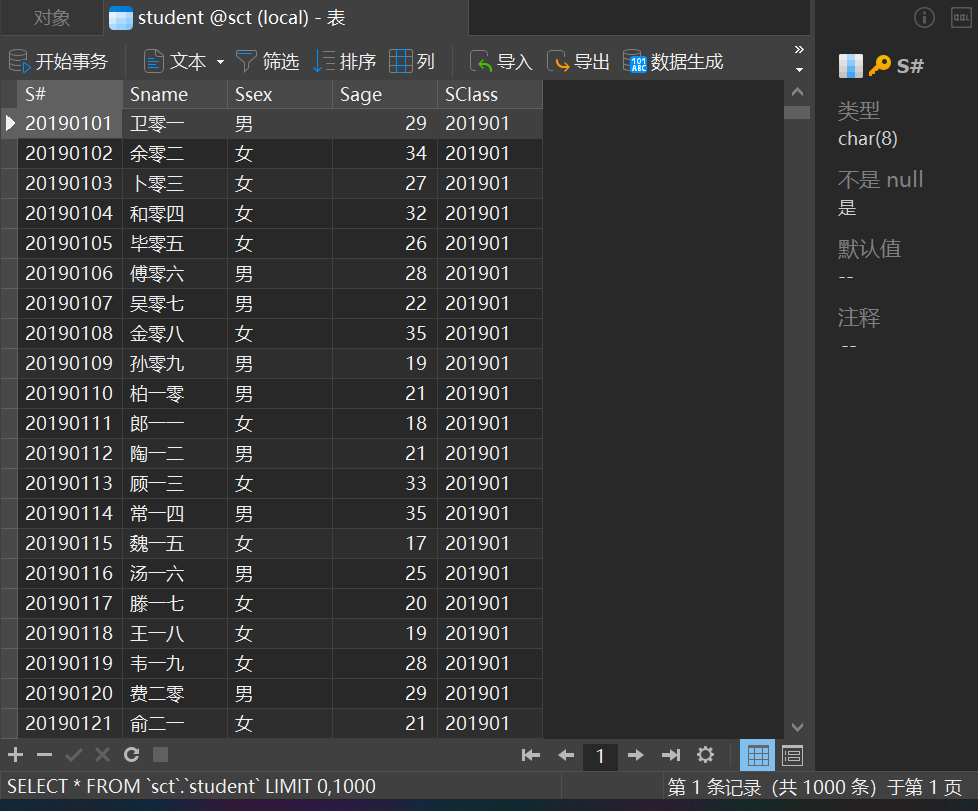 对象 student @sct (local) - 表
开始事务 文本 筛选 排序 列 导入 导出 数据生成 »
S# Sname Ssex Sage SClass
20190101 卫零一 男 29 201901
20190102 余零二 女 34 201901
20190103 卜零三 女 27 201901
20190104 和零四 女 32 201901
20190105 毕零五 女 26 201901
20190106 傅零六 男 28 201901
20190107 吴零七 男 22 201901
20190108 金零八 女 35 201901
20190109 孙零九 男 19 201901
20190110 柏一零 男 21 201901
20190111 郎一一 女 18 201901
20190112 陶一二 男 21 201901
20190113 顾一三 女 33 201901
20190114 常一四 男 35 201901
20190115 魏一五 女 17 201901
20190116 汤一六 男 25 201901
20190117 滕一七 女 20 201901
20190118 王一八 女 19 201901
20190119 韦一九 女 28 201901
20190120 费二零 男 29 201901
20190121 俞二一 女 21 201901
1
SELECT * FROM `sct`.`student` LIMIT 0,1000
第 1 条记录（共 1000 条）于第 1 页
S#
类型
char(8)
不是 null
是
默认值
--
注释
--